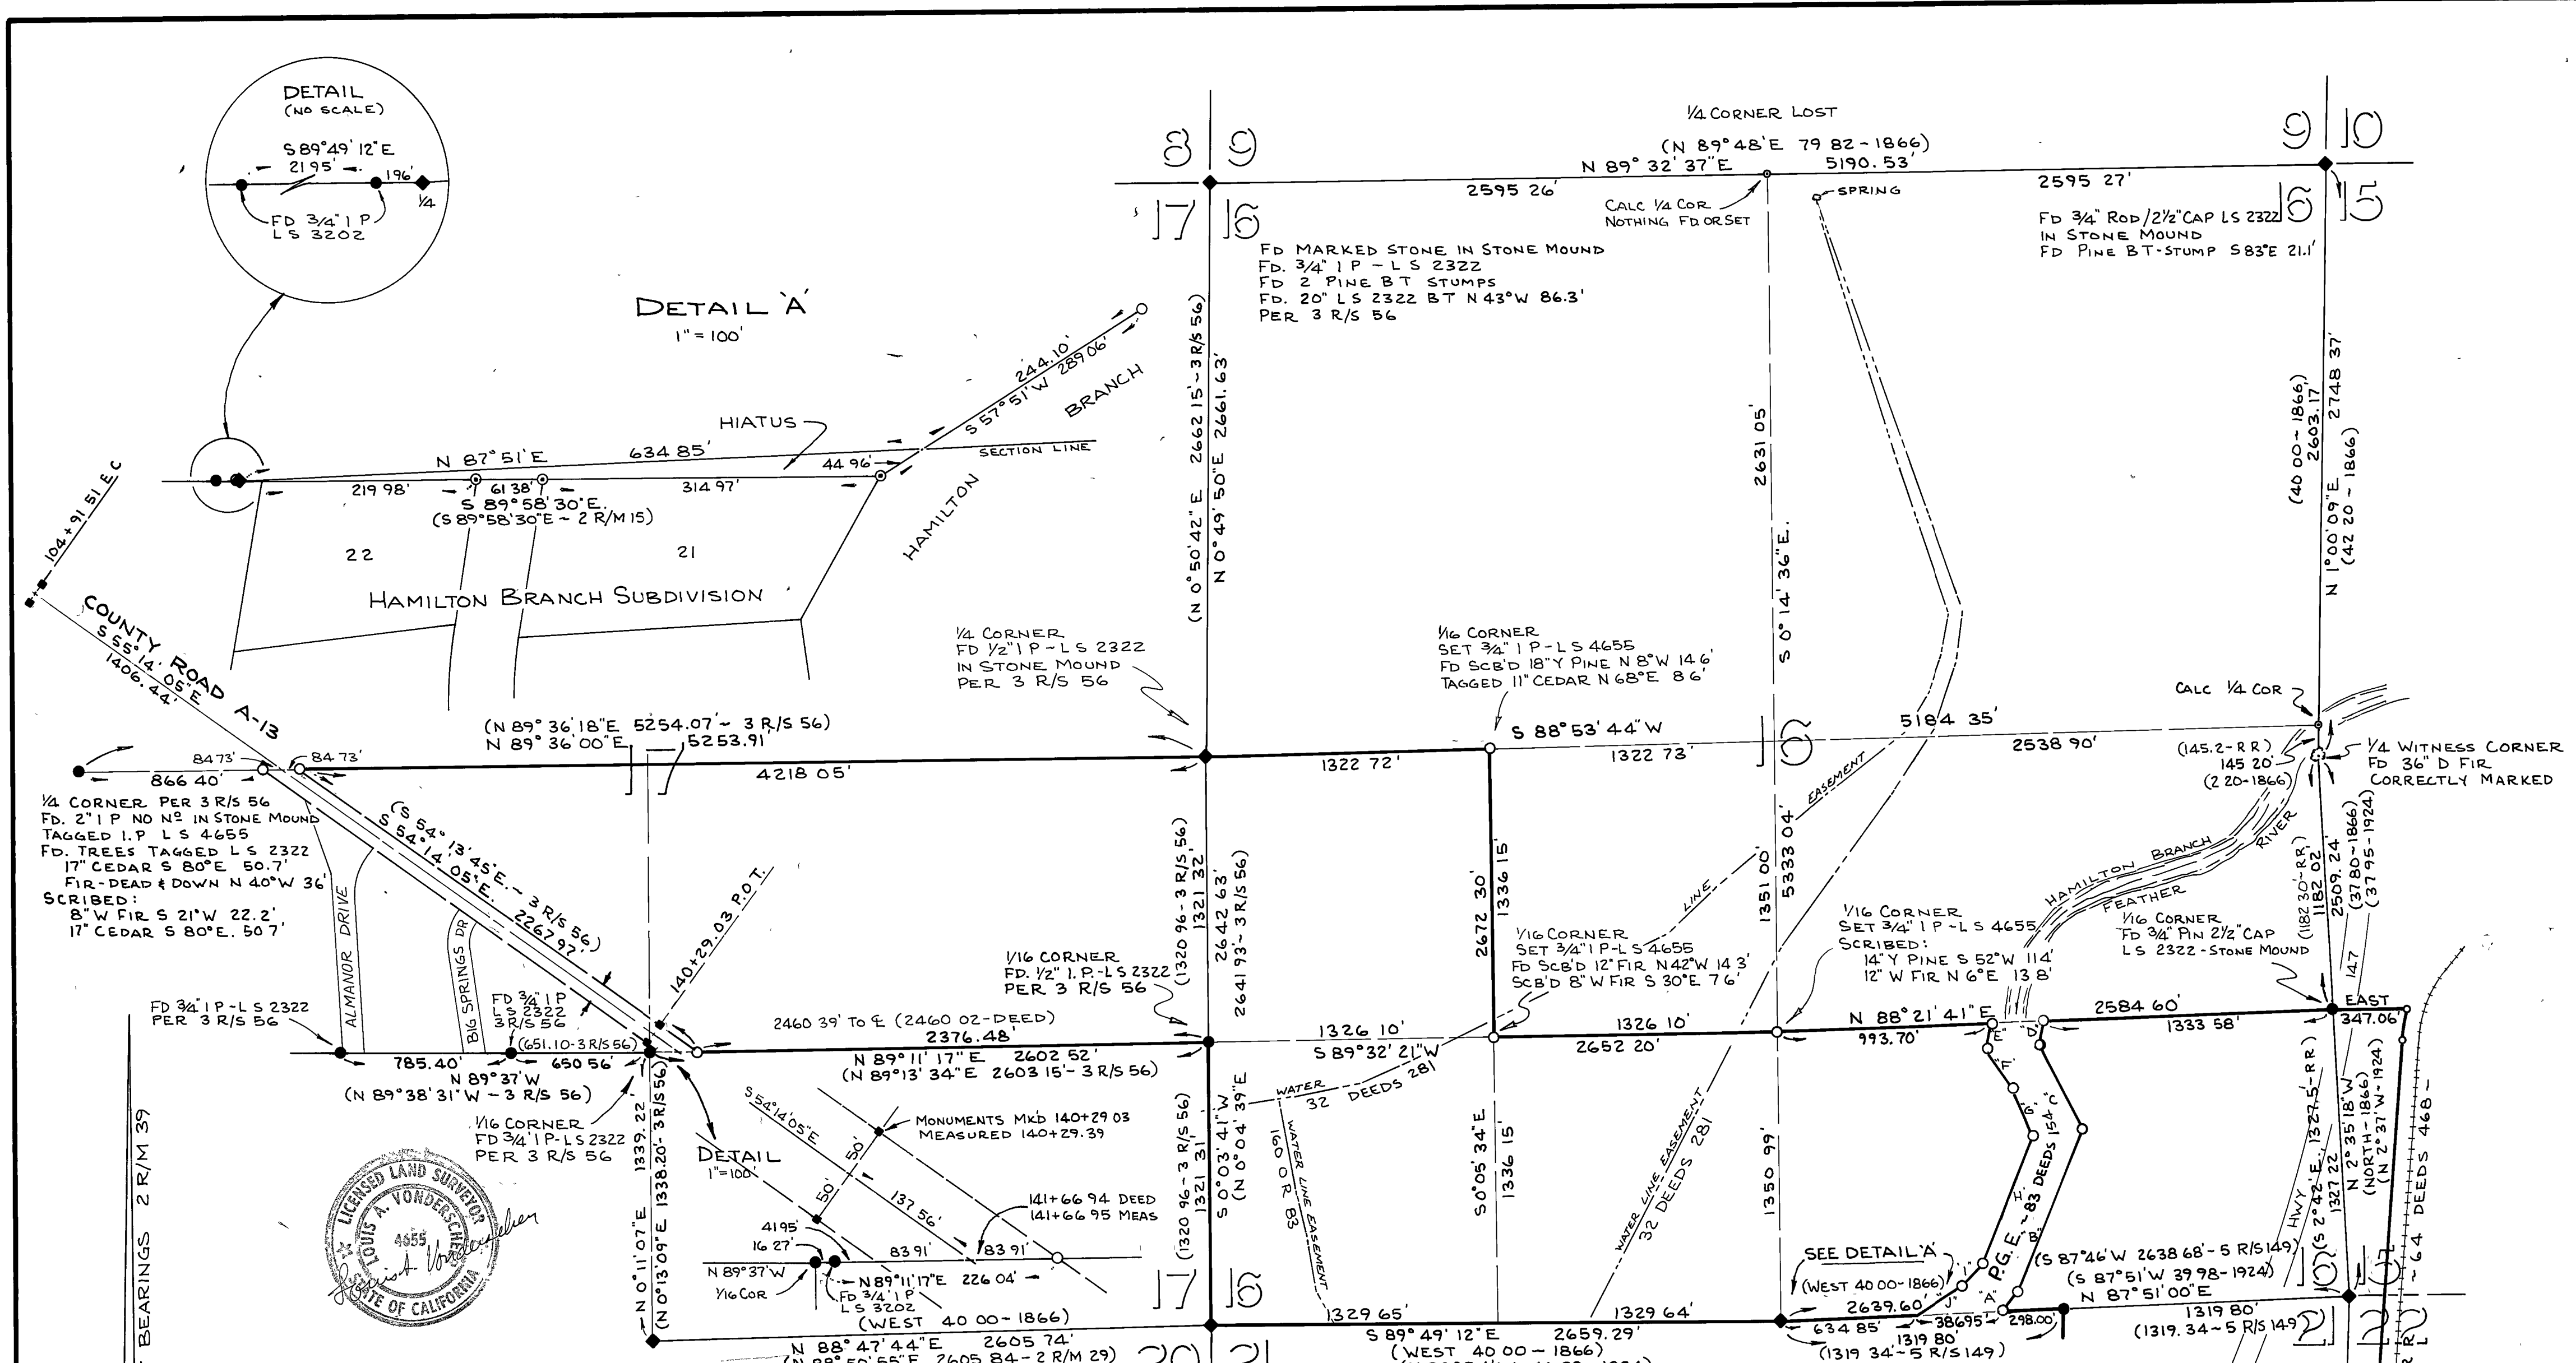 DETAIL
(NO SCALE)
S 89°49' 12"E
21 95'
1 96'
1/4
FD 3/4" I P
L S 3202
DETAIL 'A'
1" = 100'
HIATUS
N 87°51'E
634 85'
SECTION LINE
244.10'
S 57°51'W 289 06'
HAMILTON
BRANCH
44 96'
219 98'
61 38'
314 97'
S 89°58' 30"E.
(S 89°58'30"E ~ 2 R/M 15)
22
21
HAMILTON BRANCH SUBDIVISION
104 + 91 51 E C
COUNTY ROAD A-13
S 55°14' 05"E
1406. 44'
8 9
17 16
FD MARKED STONE IN STONE MOUND
FD. 3/4" I P ~ L S 2322
FD 2 PINE B T STUMPS
FD. 20" L S 2322 B T N 43°W 86.3'
PER 3 R/S 56
1/4 CORNER LOST
(N 89°48'E 79 82 - 1866)
N 89° 32' 37"E 5190. 53'
2595 26'
2595 27'
CALC 1/4 COR
NOTHING FD. OR SET
SPRING
9 10
16 15
FD 3/4" ROD/2 1/2" CAP L S 2322
IN STONE MOUND
FD PINE B T-STUMP S 83°E 21.1'
(N 0°50'42" E 2662 15' ~ 3 R/S 56)
N 0°49' 50"E 2661.63'
2631 05'
S 0°14' 36"E.
(40 00 ~ 1866)
2603.17'
N 1°00'09"E 2748 37'
(42 20 ~ 1866)
1/4 CORNER
FD 1/2" I P ~ L S 2322
IN STONE MOUND
PER 3 R/S 56
1/16 CORNER
SET 3/4" I P - L S 4655
FD SCB'D 18" Y PINE N 8°W 14 6'
TAGGED 11" CEDAR N 68°E 8 6'
CALC 1/4 COR
(N 89° 36'18"E 5254.07' ~ 3 R/S 56)
N 89° 36'00"E 5253.91'
84 73'
84 73'
866 40'
4218 05'
1322 72'
S 88°53' 44"W
1322 73'
16
5184 35'
2538 90'
(145.2 - R R)
145 20'
(2 20 - 1866)
1/4 WITNESS CORNER
FD 36" D FIR
CORRECTLY MARKED
1/4 CORNER PER 3 R/S 56
FD. 2" I P NO Nº IN STONE MOUND
TAGGED I.P L S 4655
FD. TREES TAGGED L S 2322
17" CEDAR S 80°E 50.7'
FIR-DEAD & DOWN N 40°W 36'
SCRIBED:
8" W FIR S 21°W 22.2'
17" CEDAR S 80°E. 50 7'
(S 54°13' 45"E. ~ 3 R/S 56)
S 54°14' 05"E. 2267 97'
ALMANOR DRIVE
BIG SPRINGS DR
140+29.03 P.O.T.
(1320 96 - 3 R/S 56)
1321 32'
2642 63'
2641 93 ~ 3 R/S 56)
2672 30'
1336 15'
EASEMENT
LINE
1351 00'
5333 04'
HAMILTON BRANCH
FEATHER RIVER
(1182 30' - RR)
1182 02
2509. 24'
(37 80 - 1866)
(37 95 - 1924)
147
1/16 CORNER
FD. 1/2" I. P. - L S 2322
PER 3 R/S 56
1/16 CORNER
SET 3/4" I P - L S 4655
FD SCB'D 12" FIR N 42°W 14 3'
SCB'D 8" W FIR S 30°E 7 6'
1/16 CORNER
SET 3/4" I P ~ L S 4655
SCRIBED:
14" Y PINE S 52°W 11 4'
12" W FIR N 6°E 13 8'
1/16 CORNER
FD 3/4" PIN 2 1/2" CAP
L S 2322 - STONE MOUND
FD 3/4" I P - L S 2322
PER 3 R/S 56
FD 3/4" I P
L S 2322
3 R/S 56
(651.10 - 3 R/S 56)
785.40'
650 56'
N 89°37' W
(N 89°38'31" W ~ 3 R/S 56)
2460 39' TO ℄ (2460 02 - DEED)
2376.48'
N 89°11' 17" E 2602 52'
(N 89°13' 34"E 2603 15' - 3 R/S 56)
1326 10'
S 89°32' 21"W
1326 10'
2652 20'
N 88°21' 41" E
993.70'
"E"
"D"
2584 60'
1333 58'
EAST
347.06'
WATER
32 DEEDS 281
"F"
"G"
"H"
"I"
"J"
"C"
"B"
"A"
P.G.E. ~ 83 DEEDS 154
1/16 CORNER
FD 3/4" I P - L S 2322
PER 3 R/S 56
N 0°11' 07"E 1339. 22'
(N 0°13'09"E 1338.20' - 3 R/S 56)
DETAIL
1" = 100'
S 54°14' 05"E
MONUMENTS MK'D 140+29 03
MEASURED 140+29.39
50'
50'
137 56'
141+66 94 DEED
141+66 95 MEAS
41 95'
16 27'
83 91'
83 91'
N 89°37' W
1/16 COR
N 89°11'17"E 226 04'
FD 3/4" I P
L S 3202
(1320 96 - 3 R/S 56)
1321 31'
S 0°03' 41" W
(N 0°04' 39"E
WATER LINE EASEMENT
160 O R 83
S 0°05' 34" E
1336 15'
WATER LINE EASEMENT
32 DEEDS 281
1350 99'
HWY
(S 2°42' E 1327.5' - RR)
1327 22
N 2°35' 18" W
(NORTH - 1866)
(N 2°37' W - 1924)
64 DEEDS 468
BEARINGS 2 R/M 39
LICENSED LAND SURVEYOR
LOUIS A. VONDERSCHER
4655
STATE OF CALIFORNIA
17 16
(WEST 40 00 - 1866)
N 88°47' 44" E 2605 74'
1329 65'
S 89°49' 12" E
1329 64'
2659.29'
(WEST 40 00 - 1866)
SEE DETAIL 'A'
(WEST 40 00 - 1866)
2639.60'
634 85'
386 95'
298.00'
1319 80'
(1319 34' - 5 R/S 149)
(S 87°46' W 2638 68' - 5 R/S 149)
(S 87°51' W 39 98 - 1924)
N 87°51' 00" E
1319 80'
(1319.34 ~ 5 R/S 149)
16 15
21 22
20 21